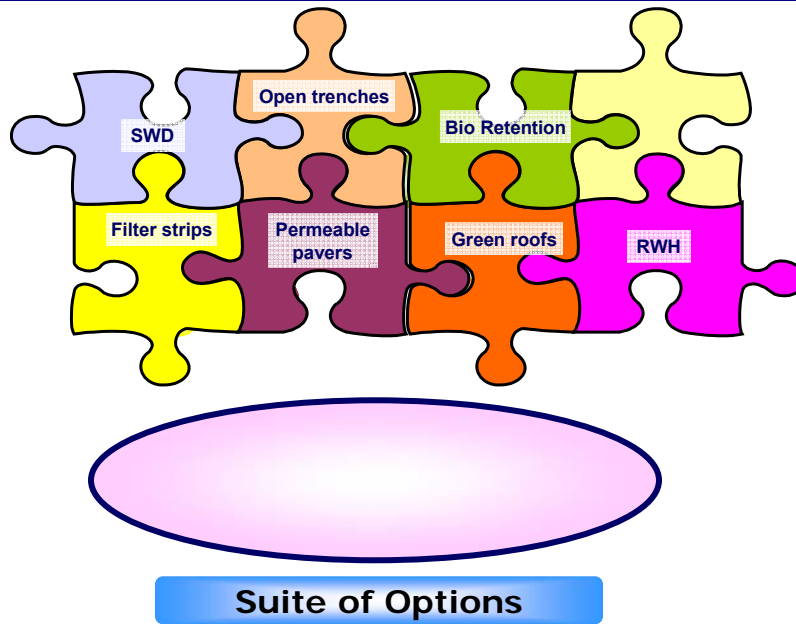 Open trenches
SWD
Bio Retention
Filter strips
Permeable
pavers
Green roofs
RWH
Suite of Options